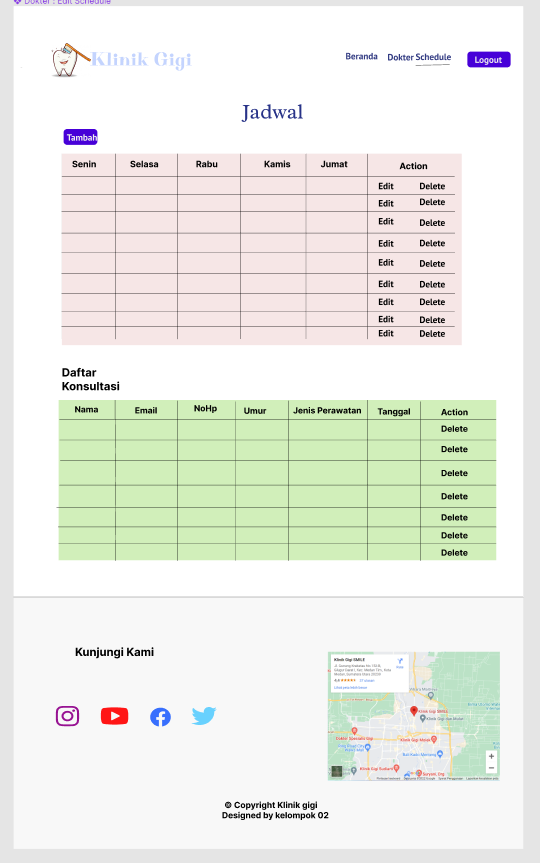 Dokter : Edit Schedule
Klinik Gigi
Beranda Dokter Schedule Logout
Jadwal
Tambah
Senin Selasa Rabu Kamis Jumat Action
Edit Delete
Edit Delete
Edit Delete
Edit Delete
Edit Delete
Edit Delete
Edit Delete
Edit Delete
Edit Delete
Daftar
Konsultasi
Nama Email NoHp Umur Jenis Perawatan Tanggal Action
Delete
Delete
Delete
Delete
Delete
Delete
Delete
Kunjungi Kami
Klinik Gigi SMILE
Klinik Gigi SMILE
© Copyright Klinik gigi
Designed by kelompok 02